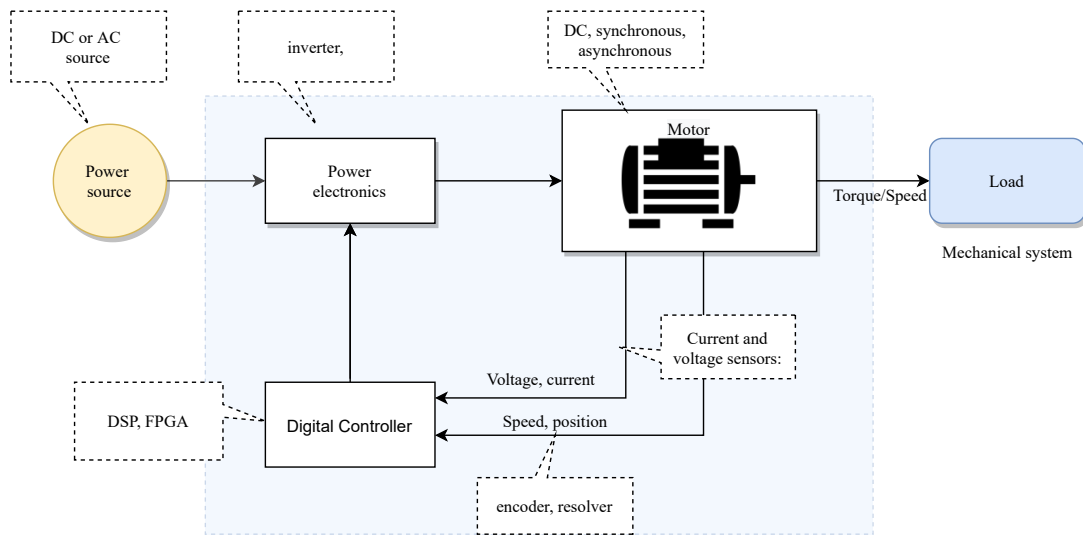 DC or AC
source
inverter,
DC, synchronous,
asynchronous
Motor
Power
source
Power
electronics
Load
Torque/Speed
Mechanical system
Current and
voltage sensors:
Voltage, current
DSP, FPGA
Digital Controller
Speed, position
encoder, resolver